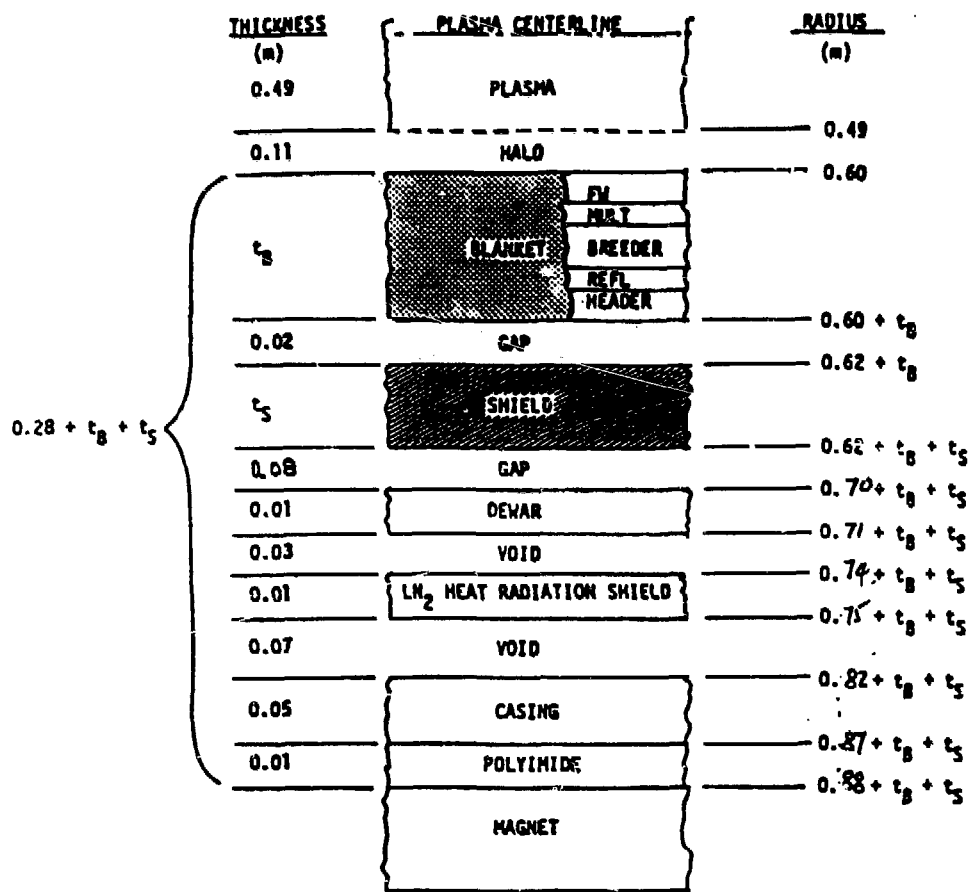 THICKNESS PLASMA CENTERLINE RADIUS
(m) (m)
0.49 PLASMA
0.49
0.11 HALO
0.60
FW
MULT
t_B BLANKET BREEDER
REFL
HEADER
0.60 + t_B
0.02 GAP
0.62 + t_B
t_S SHIELD
0.28 + t_B + t_S
0.62 + t_B + t_S
0.08 GAP
0.70 + t_B + t_S
0.01 DEWAR
0.71 + t_B + t_S
0.03 VOID
0.74 + t_B + t_S
0.01 LN₂ HEAT RADIATION SHIELD
0.75 + t_B + t_S
0.07 VOID
0.82 + t_B + t_S
0.05 CASING
0.87 + t_B + t_S
0.01 POLYIMIDE
0.88 + t_B + t_S
MAGNET